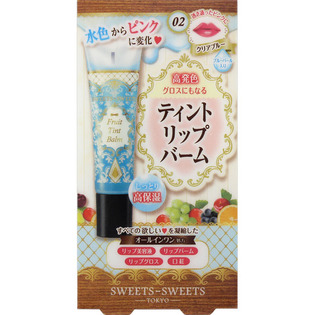 水色からピンクに変化♥
02
クリアブルー
高発色
グロスにもなる
ティント
リップ
バーム
Fruit
Tint
Balm
しっとり
高保湿
すべての欲しい♥を凝縮した
オールインワン
リップ美容液
リップバーム
リップグロス
口紅
SWEETS-SWEETS
TOKYO